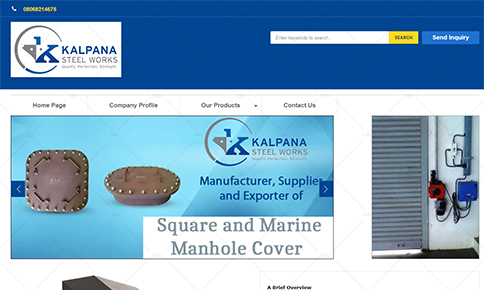 08068214678
KALPANA
STEEL WORKS
Quality. Perfection. Strength.
Enter keywords to search..
SEARCH
Send Inquiry
Home Page
Company Profile
Our Products
Contact Us
KALPANA
STEEL WORKS
Quality. Perfection. Strength.
Manufacturer, Supplier
and Exporter of
Square and Marine
Manhole Cover
A Brief Overview